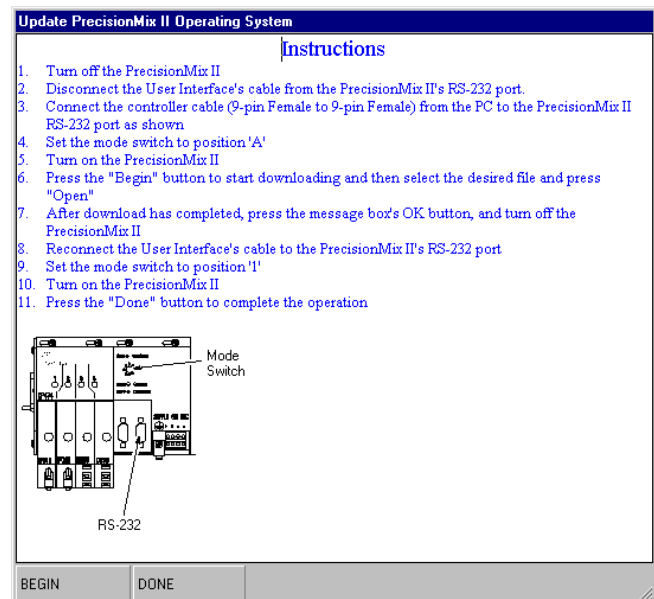 Update PrecisionMix II Operating System
Instructions
1. Turn off the PrecisionMix II
2. Disconnect the User Interface's cable from the PrecisionMix II's RS-232 port.
3. Connect the controller cable (9-pin Female to 9-pin Female) from the PC to the PrecisionMix II
RS-232 port as shown
4. Set the mode switch to position 'A'
5. Turn on the PrecisionMix II
6. Press the "Begin" button to start downloading and then select the desired file and press
"Open"
7. After download has completed, press the message box's OK button, and turn off the
PrecisionMix II
8. Reconnect the User Interface's cable to the PrecisionMix II's RS-232 port
9. Set the mode switch to position '1'
10. Turn on the PrecisionMix II
11. Press the "Done" button to complete the operation
Mode
Switch
RS-232
BEGIN
DONE